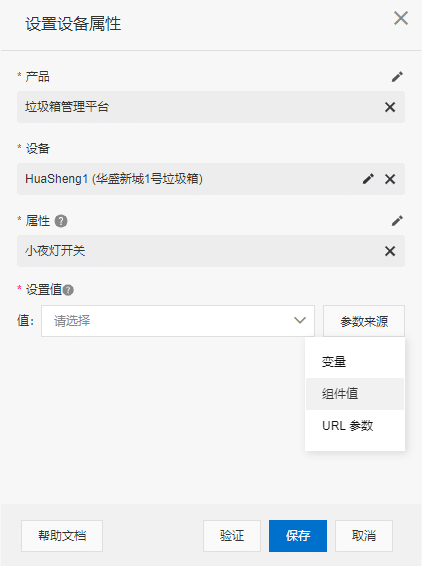 设置设备属性
* 产品
垃圾箱管理平台
* 设备
HuaSheng1 (华盛新城1号垃圾箱)
* 属性 ?
小夜灯开关
* 设置值 ?
值: 请选择 参数来源
变量
组件值
URL 参数
帮助文档 验证 保存 取消